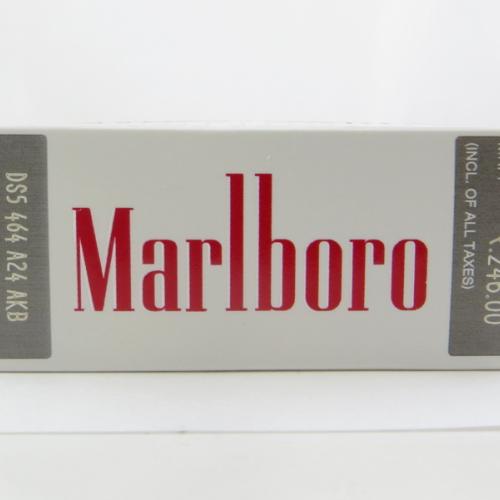 DS5 464 A24 AKB
Marlboro
(INCL. OF ALL TAXES)
.246.00